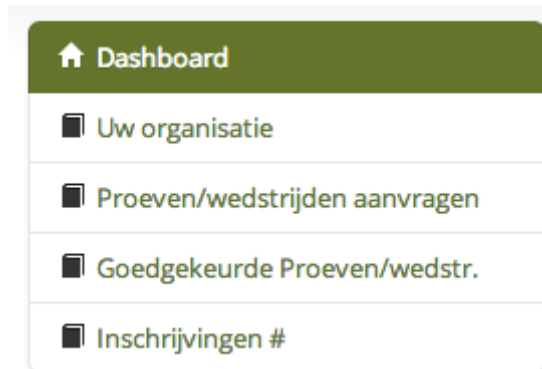 Dashboard
Uw organisatie
Proeven/wedstrijden aanvragen
Goedgekeurde Proeven/wedstr.
Inschrijvingen #